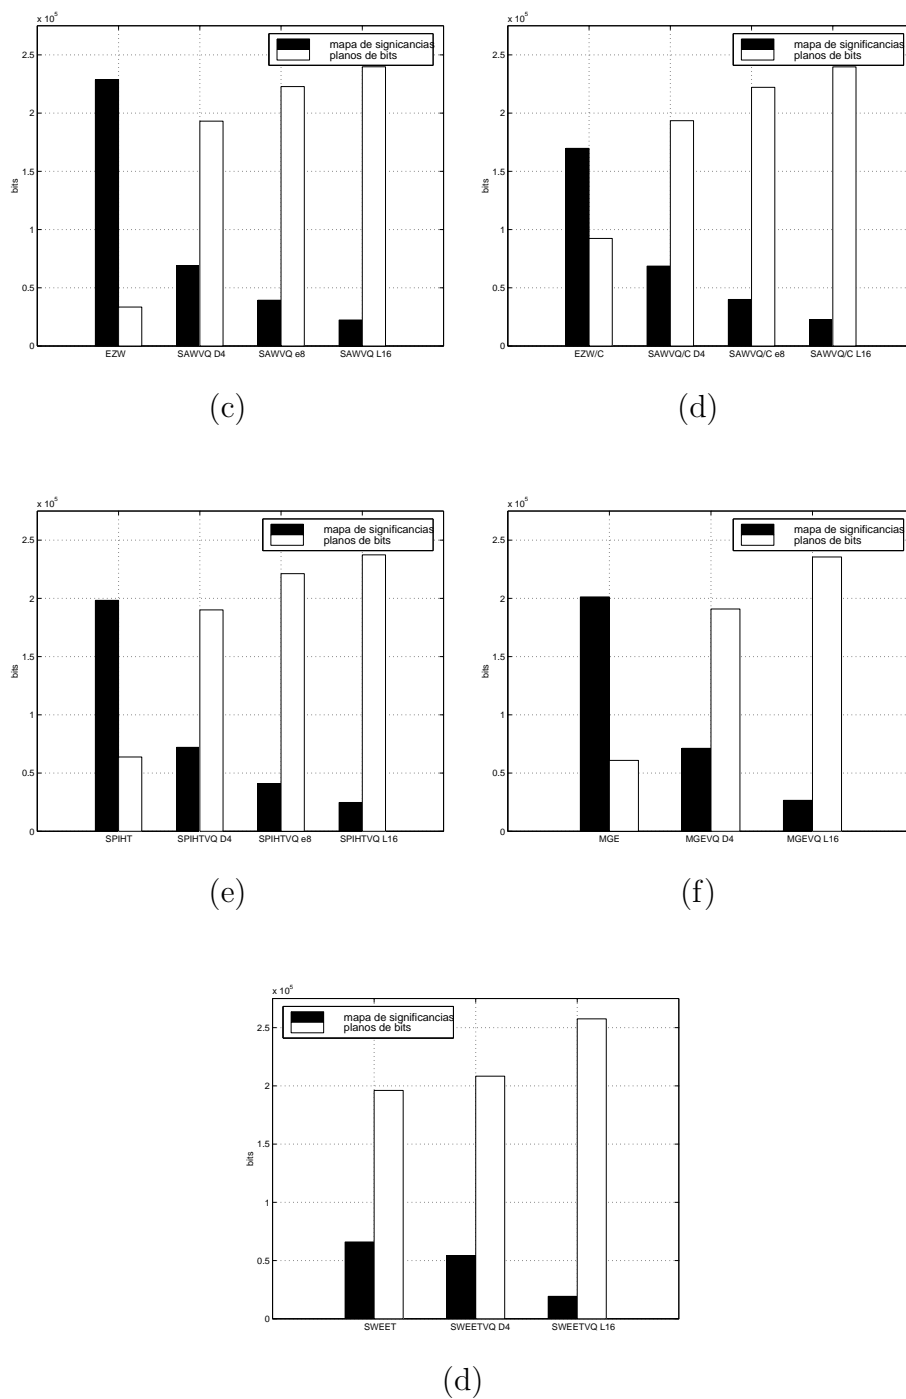 x 10^5
mapa de significancias
planos de bits
2.5
2
1.5
1
0.5
0
bits
EZW SAWVQ D4 SAWVQ e8 SAWVQ L16
(c)
x 10^5
mapa de significancias
planos de bits
2.5
2
1.5
1
0.5
0
bits
EZW/C SAWVQ/C D4 SAWVQ/C e8 SAWVQ/C L16
(d)
x 10^5
mapa de significancias
planos de bits
2.5
2
1.5
1
0.5
0
bits
SPIHT SPIHTVQ D4 SPIHTVQ e8 SPIHTVQ L16
(e)
x 10^5
mapa de significancias
planos de bits
2.5
2
1.5
1
0.5
0
bits
MGE MGEVQ D4 MGEVQ L16
(f)
x 10^5
mapa de significancias
planos de bits
2.5
2
1.5
1
0.5
0
bits
SWEET SWEETVQ D4 SWEETVQ L16
(d)